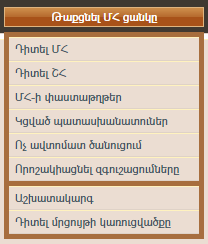 Թաքցնել ՄՀ ցանկը
Դիտել ՄՀ
Դիտել ՇՀ
ՄՀ-ի փաստաթղթեր
Կցված պատասխանատուներ
Ոչ ավտոմատ ծանուցում
Որոշակիացնել զգուշացումները
Աշխատակարգ
Դիտել մրցույթի կառուցվածքը